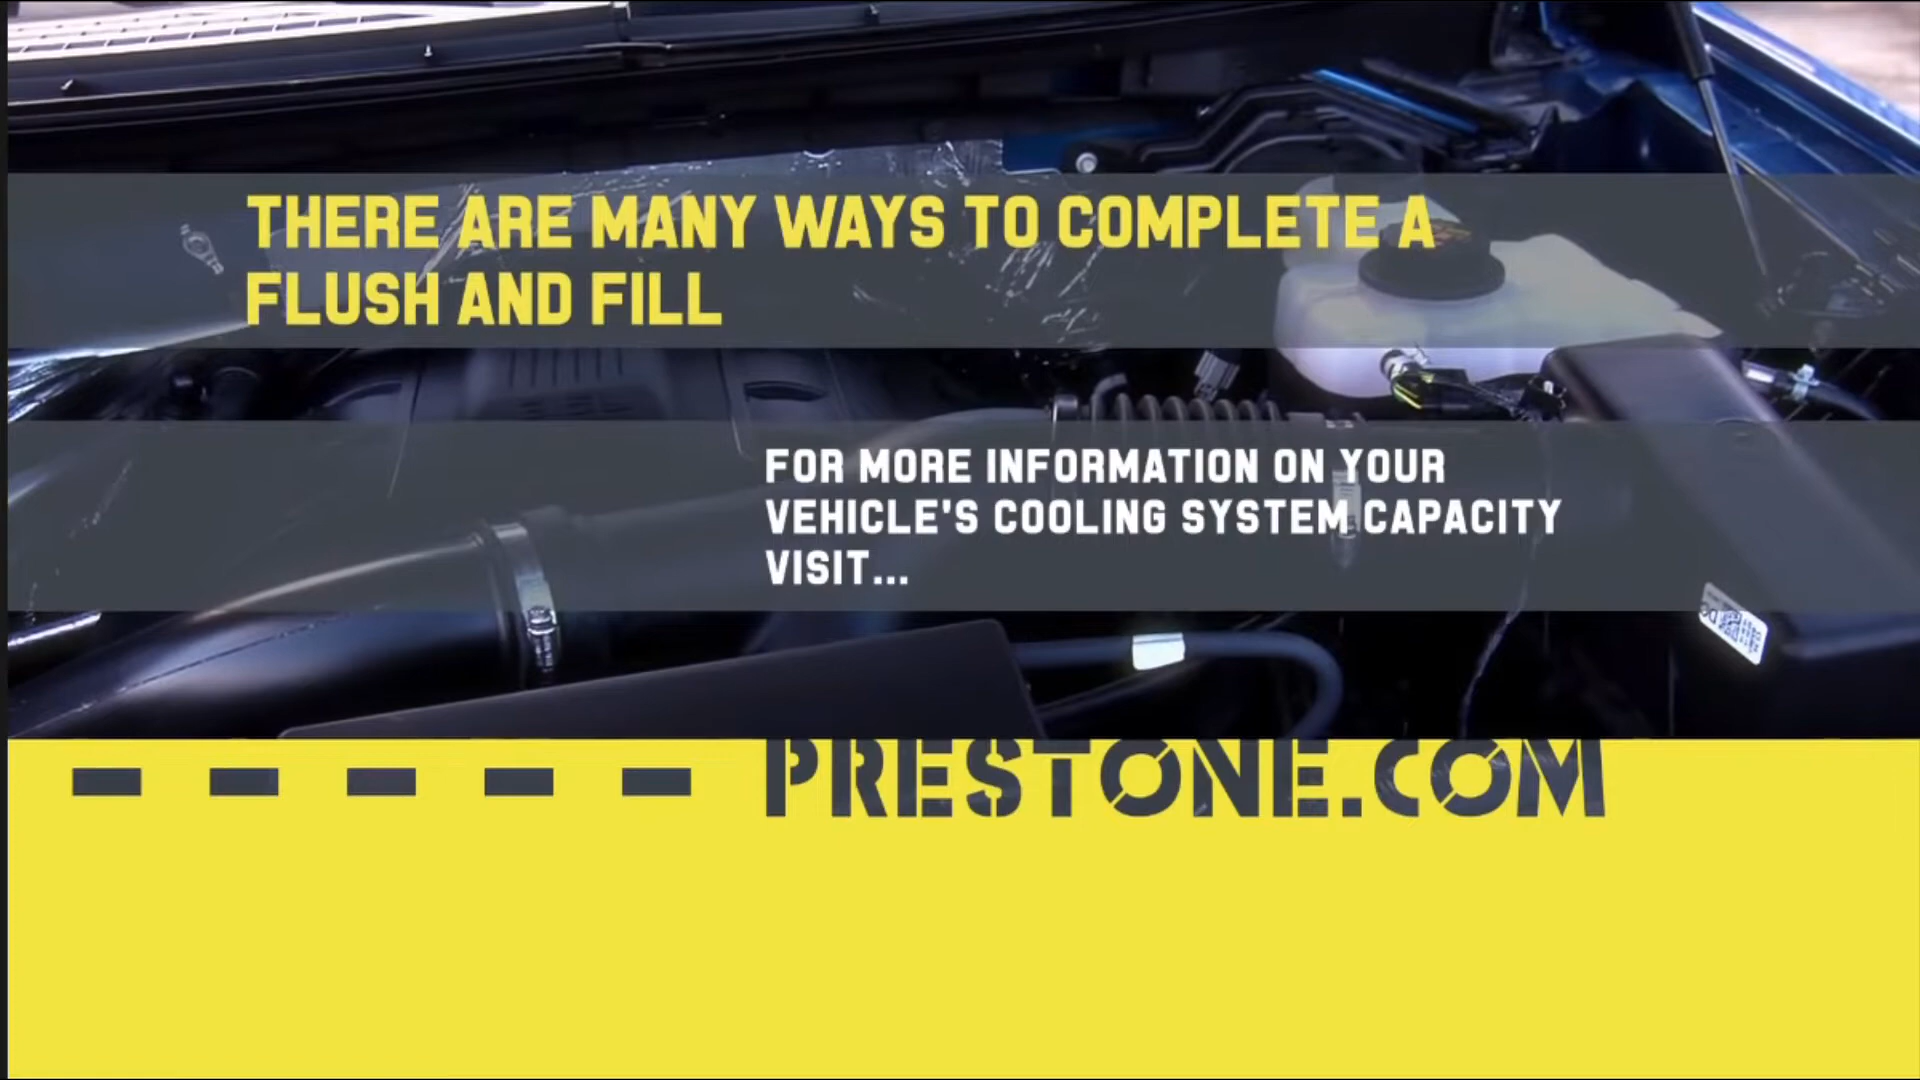 THERE ARE MANY WAYS TO COMPLETE A
FLUSH AND FILL
FOR MORE INFORMATION ON YOUR
VEHICLE'S COOLING SYSTEM CAPACITY
VISIT...
PRESTONE.COM